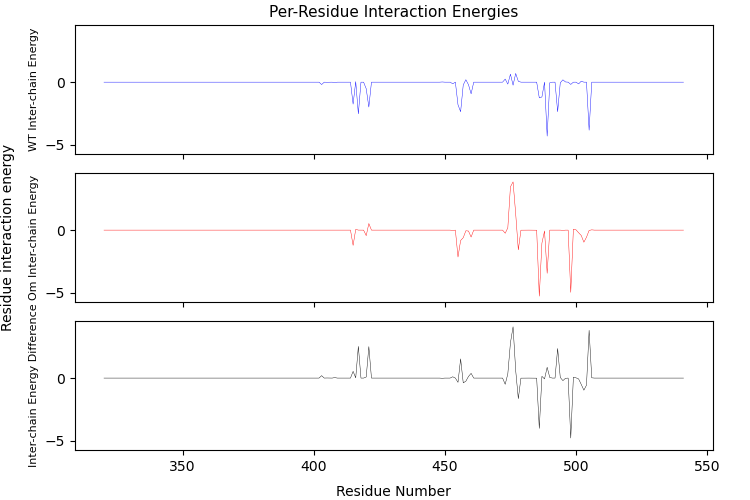 Per-Residue Interaction Energies
Residue interaction energy
WT Inter-chain Energy
0
−5
Om Inter-chain Energy
0
−5
Inter-chain Energy Difference
0
−5
350
400
450
500
550
Residue Number